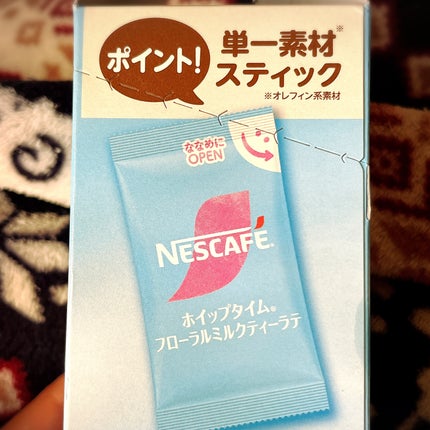 ポイント!
単一素材※
スティック
※オレフィン系素材
ななめに
OPEN
NESCAFÉ®
ホイップタイム®
フローラルミルクティーラテ